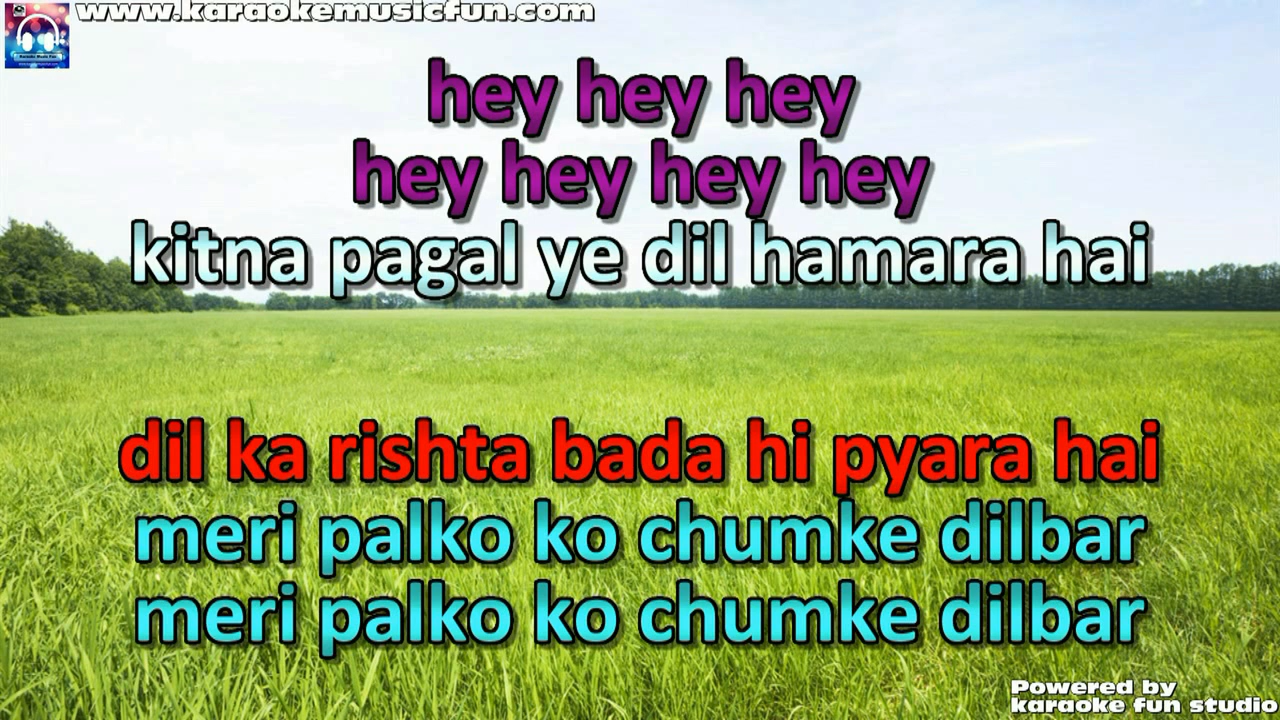 www.karaokemusicfun.com
hey hey hey
hey hey hey hey
kitna pagal ye dil hamara hai
dil ka rishta bada hi pyara hai
meri palko ko chumke dilbar
meri palko ko chumke dilbar
Powered by
karaoke fun studio